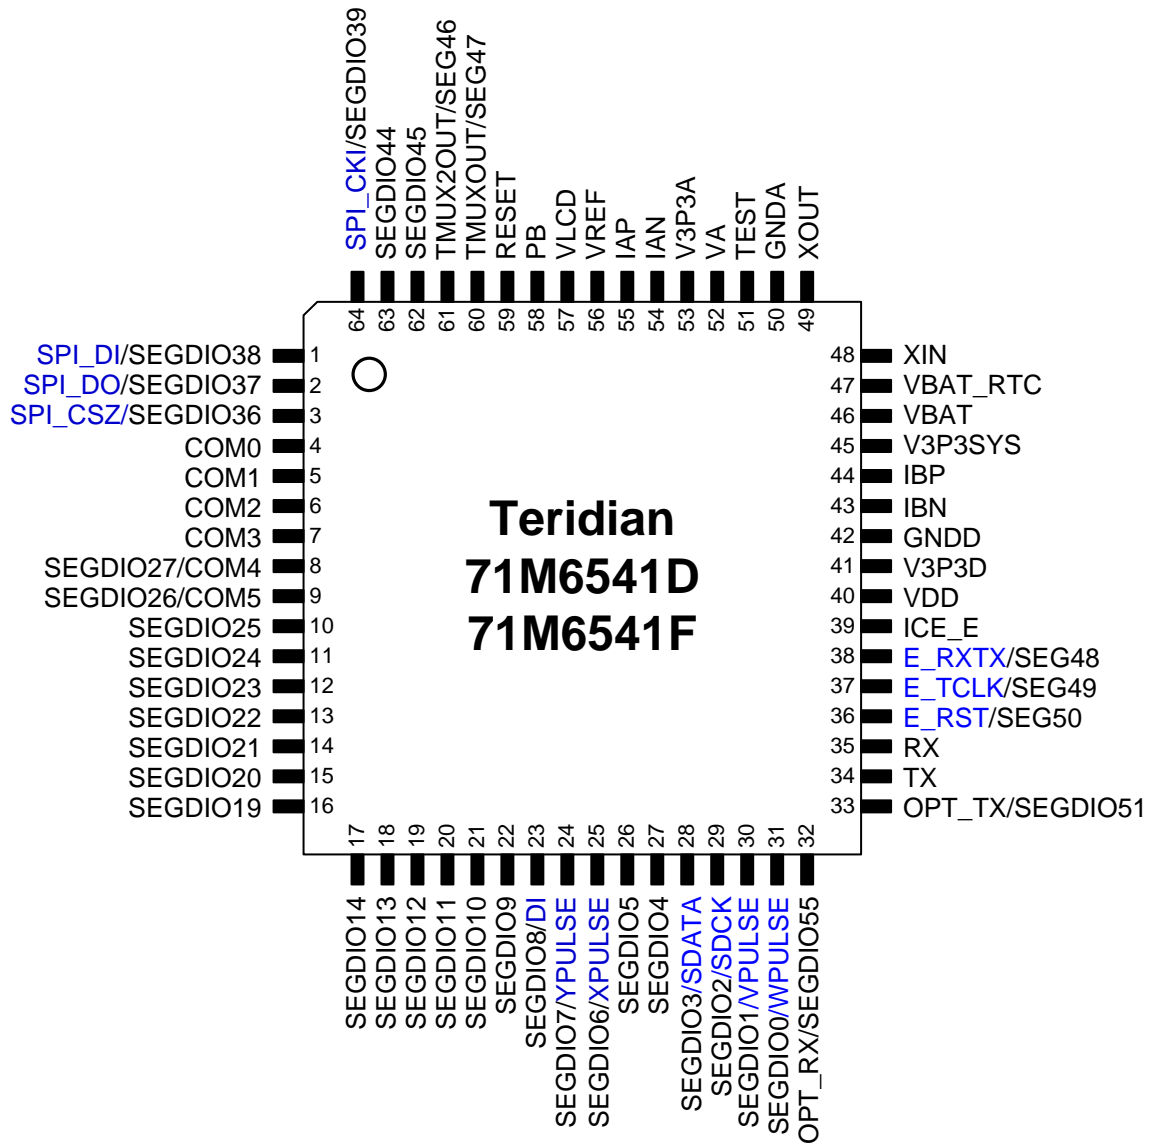 SPI_CKI/SEGDIO39
SEGDIO44
SEGDIO45
TMUX2OUT/SEG46
TMUXOUT/SEG47
RESET
PB
VLCD
VREF
IAP
IAN
V3P3A
VA
TEST
GNDA
XOUT
64
63
62
61
60
59
58
57
56
55
54
53
52
51
50
49
SPI_DI/SEGDIO38 1
SPI_DO/SEGDIO37 2
SPI_CSZ/SEGDIO36 3
COM0 4
COM1 5
COM2 6
COM3 7
SEGDIO27/COM4 8
SEGDIO26/COM5 9
SEGDIO25 10
SEGDIO24 11
SEGDIO23 12
SEGDIO22 13
SEGDIO21 14
SEGDIO20 15
SEGDIO19 16
Teridian
71M6541D
71M6541F
48 XIN
47 VBAT_RTC
46 VBAT
45 V3P3SYS
44 IBP
43 IBN
42 GNDD
41 V3P3D
40 VDD
39 ICE_E
38 E_RXTX/SEG48
37 E_TCLK/SEG49
36 E_RST/SEG50
35 RX
34 TX
33 OPT_TX/SEGDIO51
17
18
19
20
21
22
23
24
25
26
27
28
29
30
31
32
SEGDIO14
SEGDIO13
SEGDIO12
SEGDIO11
SEGDIO10
SEGDIO9
SEGDIO8/DI
SEGDIO7/YPULSE
SEGDIO6/XPULSE
SEGDIO5
SEGDIO4
SEGDIO3/SDATA
SEGDIO2/SDCK
SEGDIO1/VPULSE
SEGDIO0/WPULSE
OPT_RX/SEGDIO55